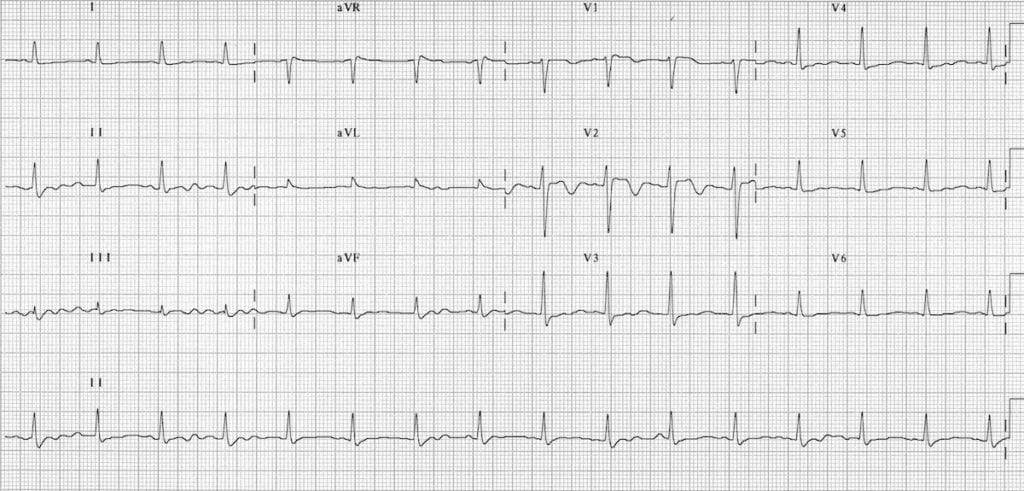 I aVR V1 V4
II aVL V2 V5
III aVF V3 V6
II